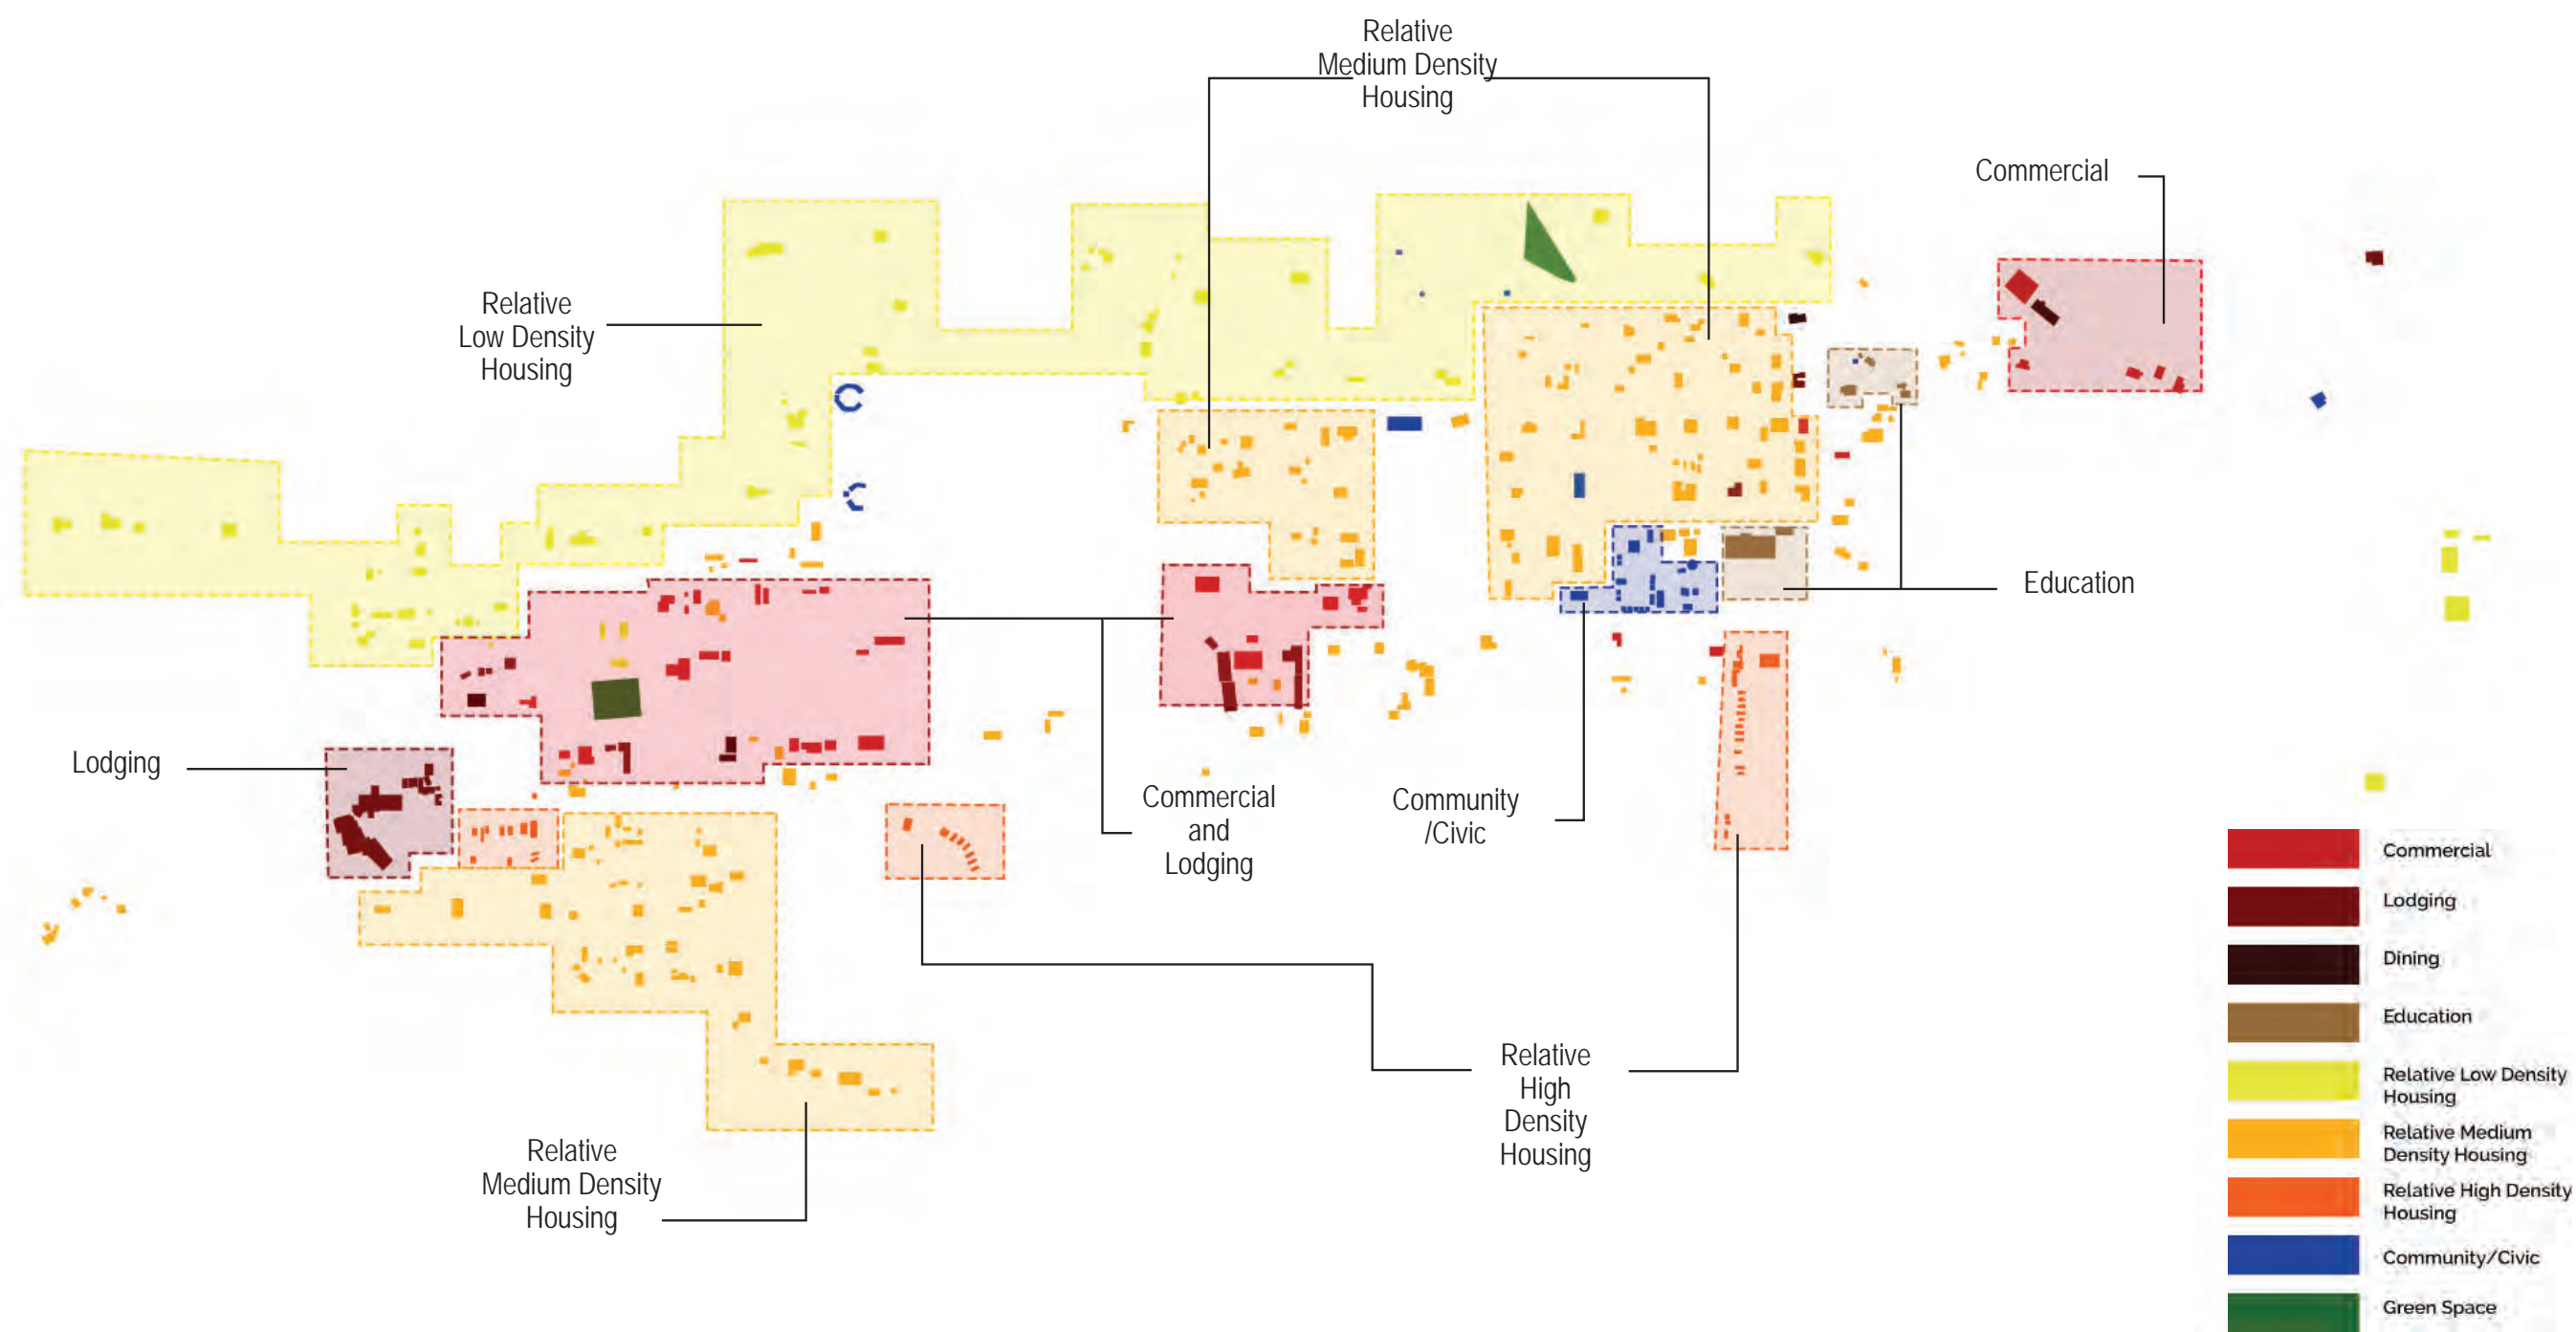 Relative
Medium Density
Housing
Commercial
Relative
Low Density
Housing
Education
Lodging
Commercial
and
Lodging
Community
/Civic
Relative
High
Density
Housing
Relative
Medium Density
Housing
Commercial
Lodging
Dining
Education
Relative Low Density
Housing
Relative Medium
Density Housing
Relative High Density
Housing
Community/Civic
Green Space